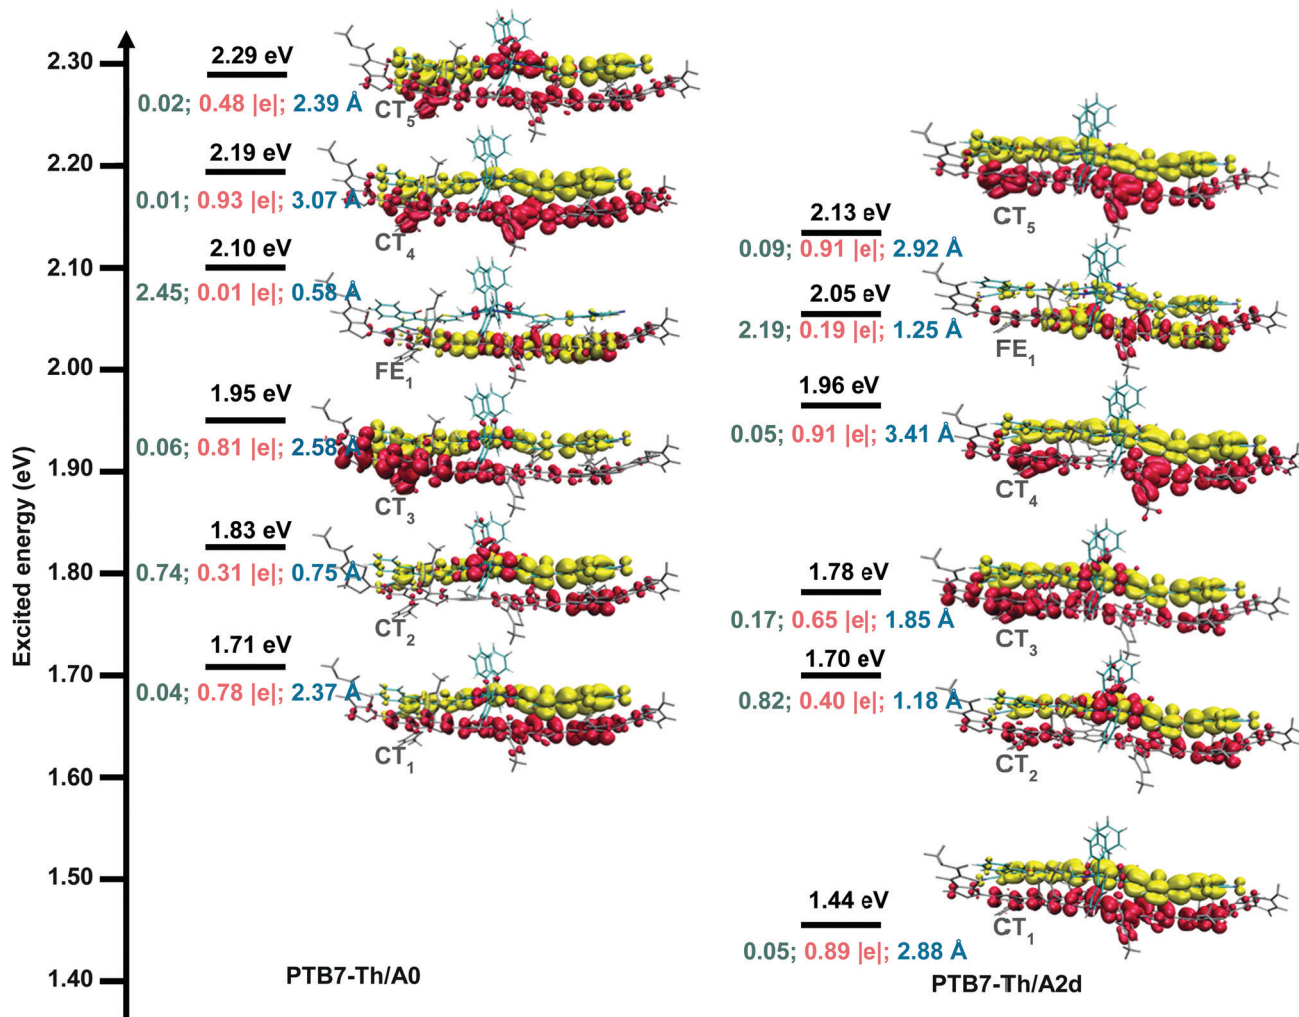 Excited energy (eV)
2.30
2.20
2.10
2.00
1.90
1.80
1.70
1.60
1.50
1.40
2.29 eV
0.02; 0.48 |e|; 2.39 Å
CT5
2.19 eV
0.01; 0.93 |e|; 3.07 Å
CT4
2.10 eV
2.45; 0.01 |e|; 0.58 Å
FE1
1.95 eV
0.06; 0.81 |e|; 2.58 Å
CT3
1.83 eV
0.74; 0.31 |e|; 0.75 Å
CT2
1.71 eV
0.04; 0.78 |e|; 2.37 Å
CT1
PTB7-Th/A0
CT5
2.13 eV
0.09; 0.91 |e|; 2.92 Å
2.05 eV
2.19; 0.19 |e|; 1.25 Å
FE1
1.96 eV
0.05; 0.91 |e|; 3.41 Å
CT4
1.78 eV
0.17; 0.65 |e|; 1.85 Å
CT3
1.70 eV
0.82; 0.40 |e|; 1.18 Å
CT2
1.44 eV
0.05; 0.89 |e|; 2.88 Å
CT1
PTB7-Th/A2d